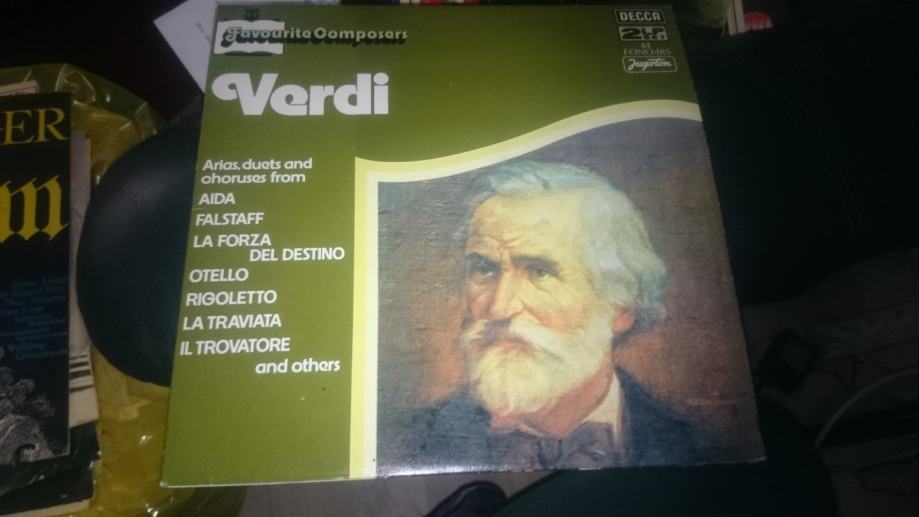 Favourite Composers
DECCA
Jugoton
Verdi
Arias, duets and
choruses from
AIDA
FALSTAFF
LA FORZA
DEL DESTINO
OTELLO
RIGOLETTO
LA TRAVIATA
IL TROVATORE
and others
ER
m